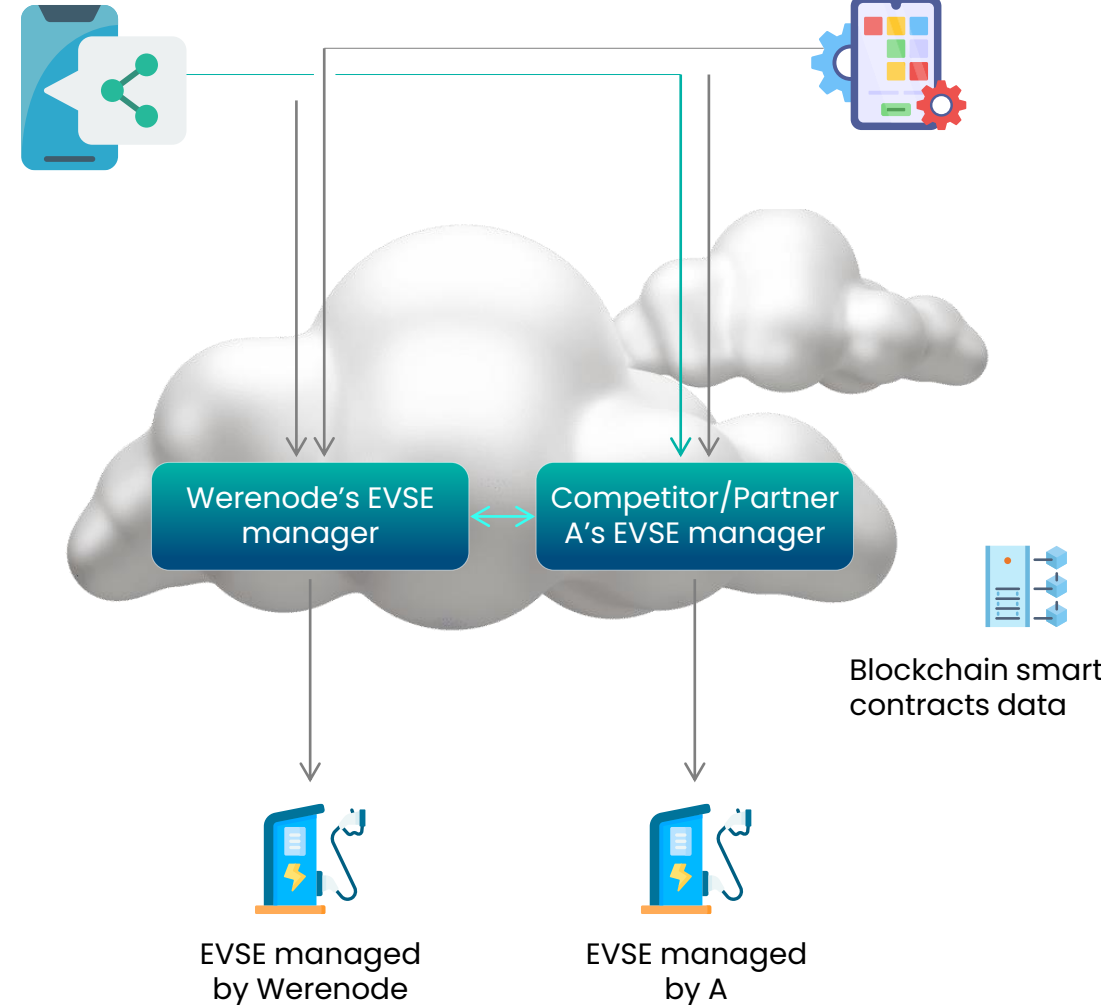 Werenode’s EVSE
manager
Competitor/Partner
A’s EVSE manager
Blockchain smart
contracts data
EVSE managed
by Werenode
EVSE managed
by A